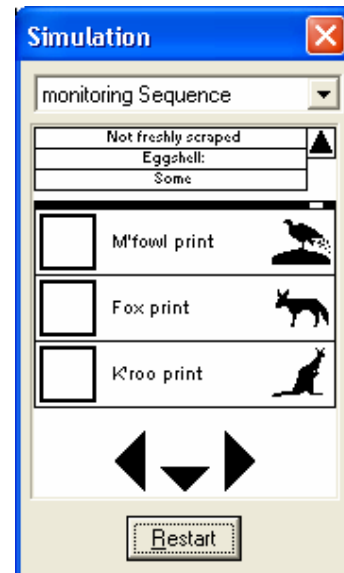 Simulation
monitoring Sequence
Not freshly scraped
Eggshell:
Some
M'fowl print
Fox print
K'roo print
Restart